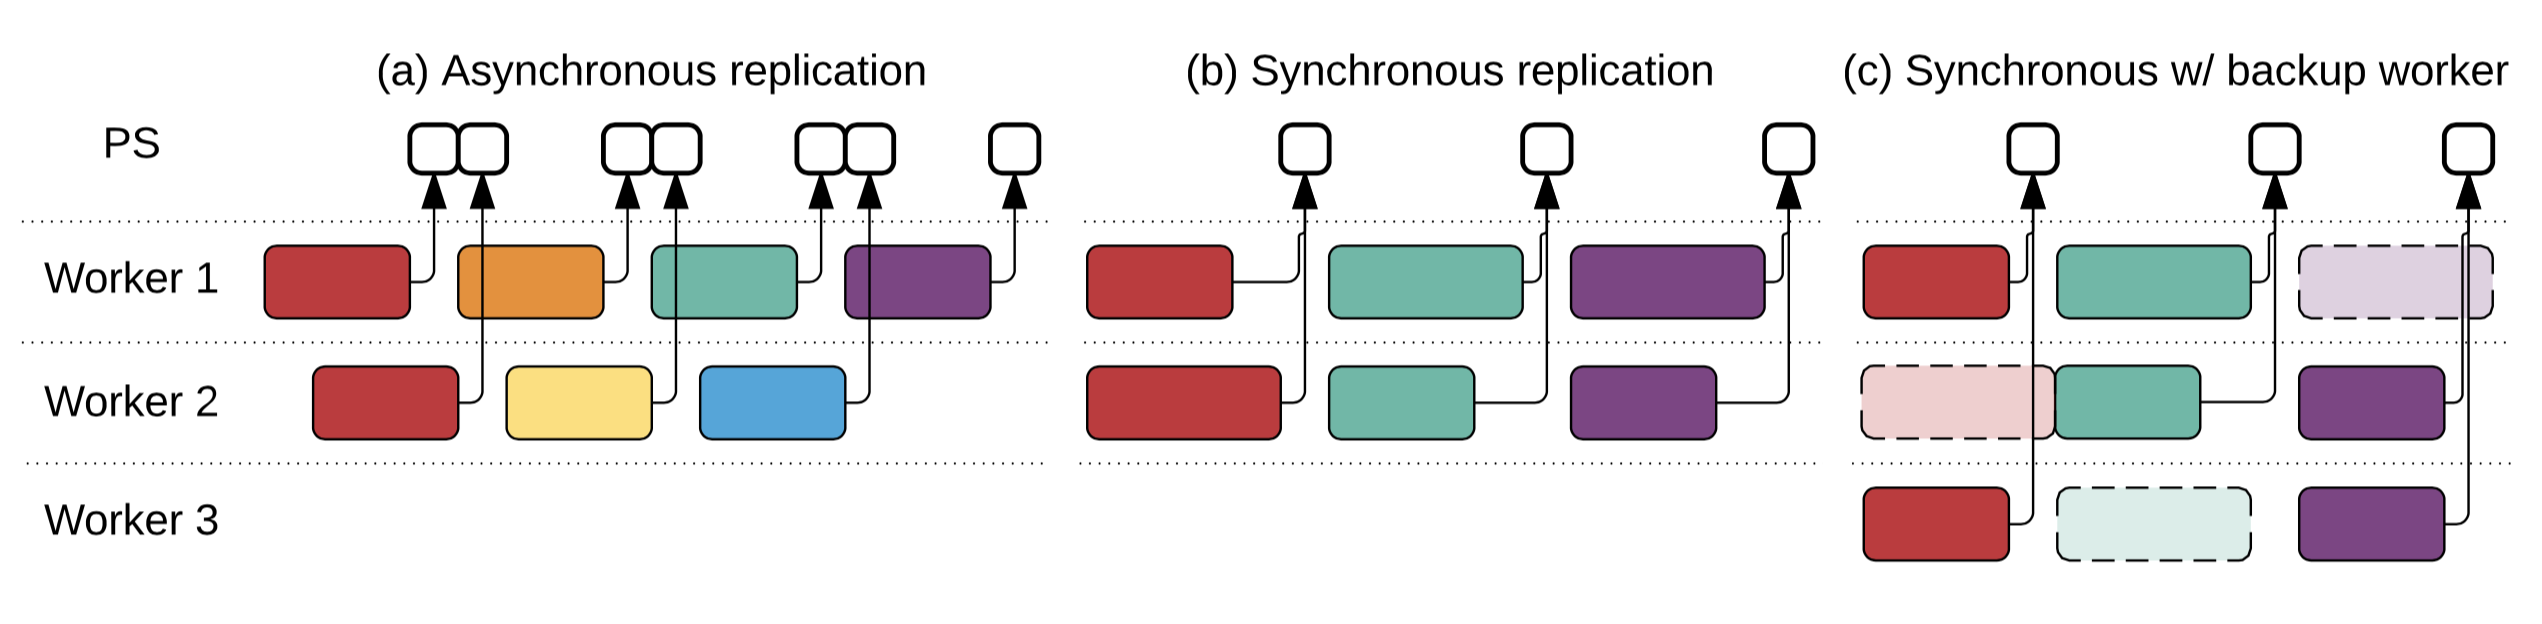 (a) Asynchronous replication
(b) Synchronous replication
(c) Synchronous w/ backup worker
PS
Worker 1
Worker 2
Worker 3